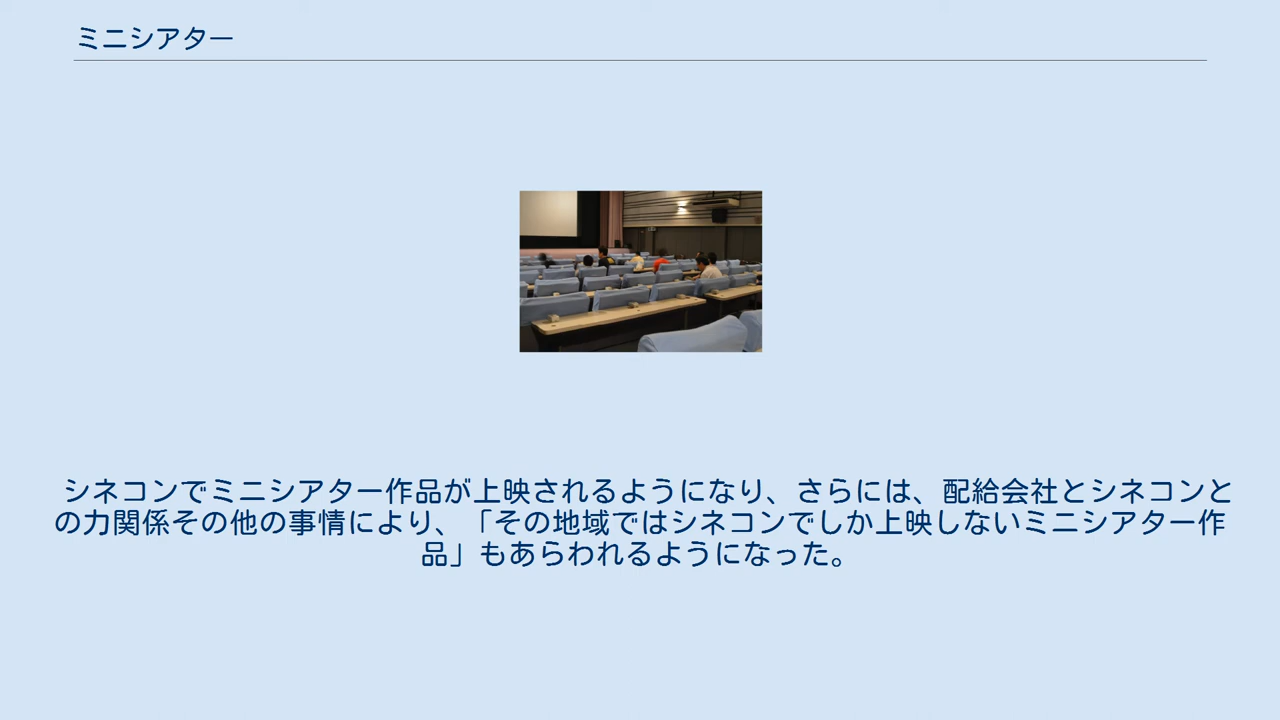 ミニシアター
シネコンでミニシアター作品が上映されるようになり、さらには、配給会社とシネコンと
の力関係その他の事情により、「その地域ではシネコンでしか上映しないミニシアター作
品」もあらわれるようになった。